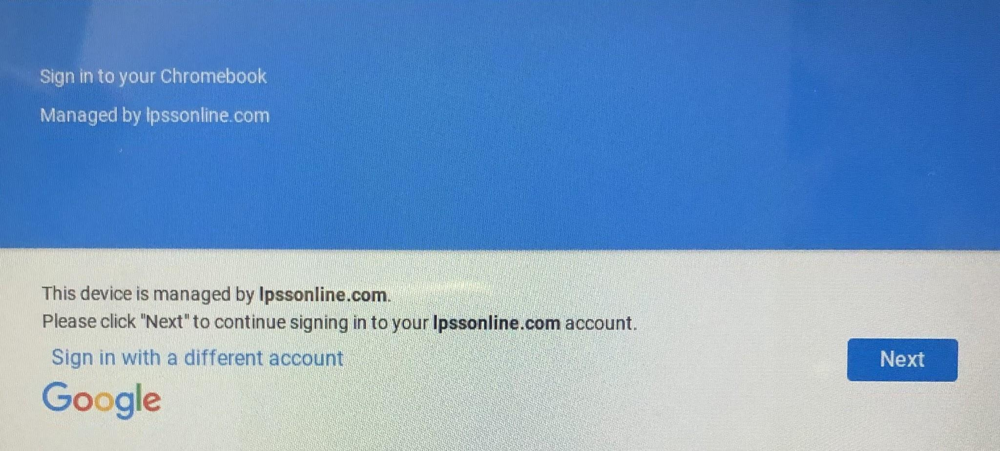 Sign in to your Chromebook
Managed by lpssonline.com
This device is managed by lpssonline.com.
Please click "Next" to continue signing in to your lpssonline.com account.
Sign in with a different account
Next
Google